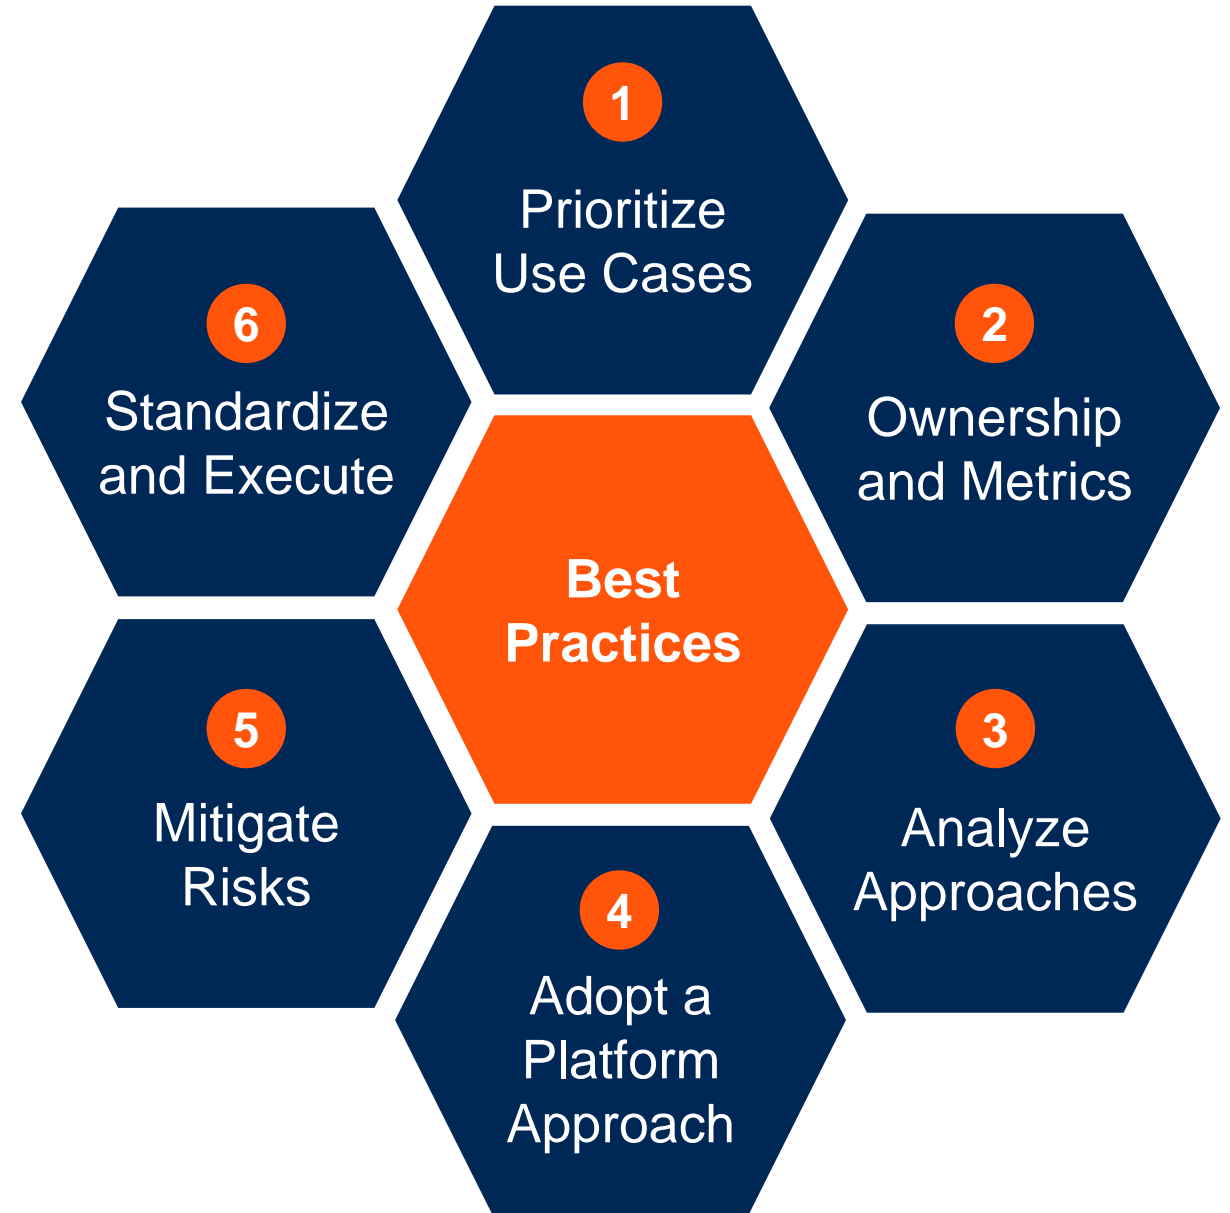 1
Prioritize
Use Cases
2
Ownership
and Metrics
3
Analyze
Approaches
4
Adopt a
Platform
Approach
5
Mitigate
Risks
6
Standardize
and Execute
Best
Practices